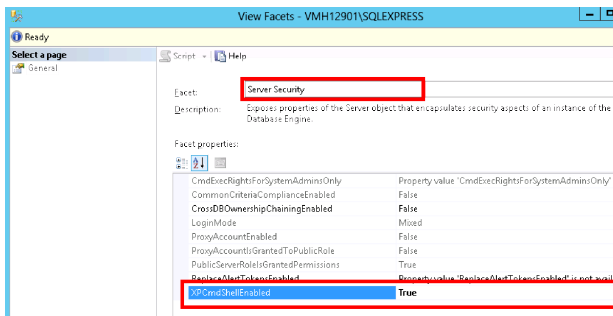 View Facets - VMH12901\SQLEXPRESS
Ready
Select a page
General
Script
Help
Facet:
Server Security
Description:
Exposes properties of the Server object that encapsulates security aspects of an instance of the
Database Engine.
Facet properties:
CmdExecRightsForSystemAdminsOnly Property value 'CmdExecRightsForSystemAdminsOnly'
CommonCriteriaComplianceEnabled False
CrossDBOwnershipChainingEnabled False
LoginMode Mixed
ProxyAccountEnabled False
ProxyAccountIsGrantedToPublicRole False
PublicServerRoleIsGrantedPermissions True
ReplaceAlertTokensEnabled Property value 'ReplaceAlertTokensEnabled' is not avail
XPCmdShellEnabled True